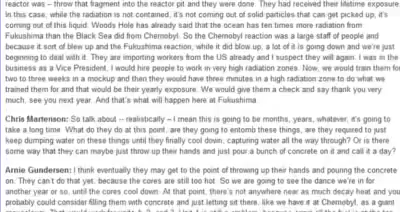 reactor was – throw that fragment into the reactor pit and they were done. They had received their lifetime exposure
in this case, while the radiation is not contained, it's not coming out of solid particles that can get picked up, it's
coming out of this liquid. Woods Hole has already said that the ocean has ten times more radiation from
Fukushima than the Black Sea did from Chernobyl. So the Chernobyl reaction was a large staff of people and
because it sort of blew up and the Fukushima reaction, while it did blow up, a lot of it is going down and we're just
beginning to deal with it. They are importing workers from the US already and I suspect they will again. I was in the
business as a Vice President. I would hire people to work in very high radiation zones. Now, we would train them for
two to three weeks in a mockup and then they would have three minutes in a high radiation zone to do what we
trained them for and that would be their yearly exposure. We would give them a check and say thank you very
much, see you next year. And that's what will happen here at Fukushima.
Chris Martenson: So talk about -- realistically – I mean this is going to be months, years, whatever, it's going to
take a long time. What do they do at this point, are they going to entomb these things, are they required to just
keep dumping water on these things until they finally cool down, capturing water all the way through? Or is there
some way that they can maybe just throw up their hands and just pour a bunch of concrete on it and call it a day?
Arnie Gundersen: I think eventually they may get to the point of throwing up their hands and pouring the concrete
on. They can't do that yet, because the cores are still too hot. So we are going to see the dance we're in for
another year or so, until the cores cool down. At that point, there's not anywhere near as much decay heat and you
probably could consider filling them with concrete and just letting sit there, like we have it at Chernobyl, as a giant